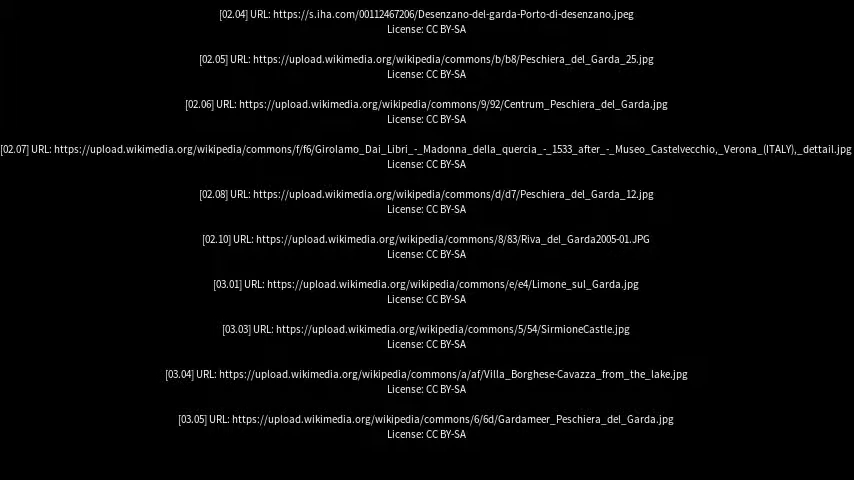 [02.04] URL: https://s.iha.com/00112467206/Desenzano-del-garda-Porto-di-desenzano.jpeg
License: CC BY-SA
[02.05] URL: https://upload.wikimedia.org/wikipedia/commons/b/b8/Peschiera_del_Garda_25.jpg
License: CC BY-SA
[02.06] URL: https://upload.wikimedia.org/wikipedia/commons/9/92/Centrum_Peschiera_del_Garda.jpg
License: CC BY-SA
[02.07] URL: https://upload.wikimedia.org/wikipedia/commons/f/f6/Girolamo_Dai_Libri_-_Madonna_della_quercia_-_1533_after_-_Museo_Castelvecchio,_Verona_(ITALY),_dettail.jpg
License: CC BY-SA
[02.08] URL: https://upload.wikimedia.org/wikipedia/commons/d/d7/Peschiera_del_Garda_12.jpg
License: CC BY-SA
[02.10] URL: https://upload.wikimedia.org/wikipedia/commons/8/83/Riva_del_Garda2005-01.JPG
License: CC BY-SA
[03.01] URL: https://upload.wikimedia.org/wikipedia/commons/e/e4/Limone_sul_Garda.jpg
License: CC BY-SA
[03.03] URL: https://upload.wikimedia.org/wikipedia/commons/5/54/SirmioneCastle.jpg
License: CC BY-SA
[03.04] URL: https://upload.wikimedia.org/wikipedia/commons/a/af/Villa_Borghese-Cavazza_from_the_lake.jpg
License: CC BY-SA
[03.05] URL: https://upload.wikimedia.org/wikipedia/commons/6/6d/Gardameer_Peschiera_del_Garda.jpg
License: CC BY-SA